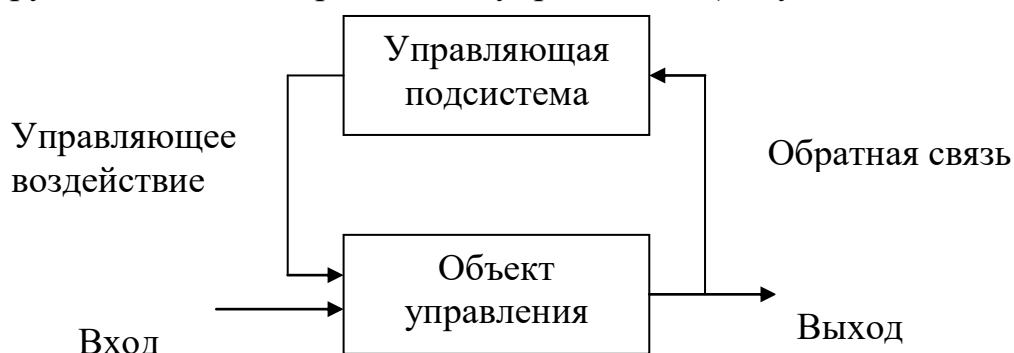 Управляющая
подсистема
Управляющее
воздействие
Обратная связь
Объект
управления
Вход
Выход